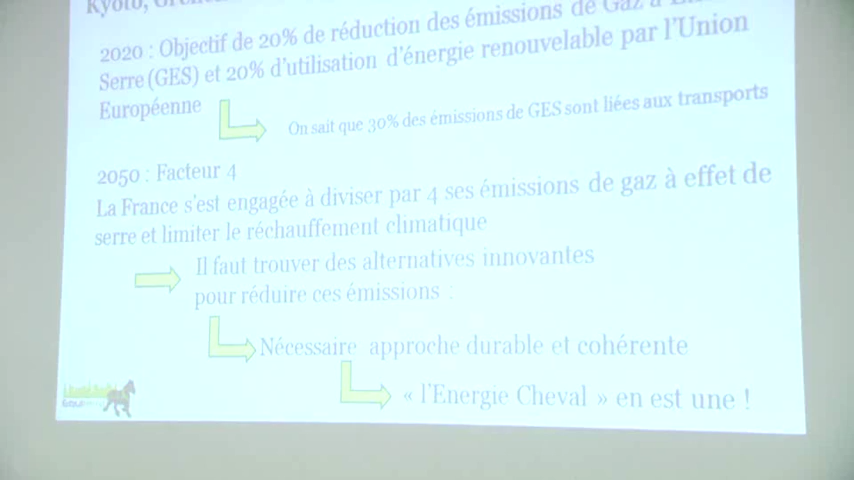 Kyoto,
2020 : Objectif de 20% de réduction des émissions de Gaz à
Serre (GES) et 20% d'utilisation d'énergie renouvelable par l'Union
Européenne
On sait que 30% des émissions de GES sont liées aux transports
2050 : Facteur 4
La France s'est engagée à diviser par 4 ses émissions de gaz à effet de
serre et limiter le réchauffement climatique
Il faut trouver des alternatives innovantes
pour réduire ces émissions :
Nécessaire approche durable et cohérente
« l'Energie Cheval » en est une !